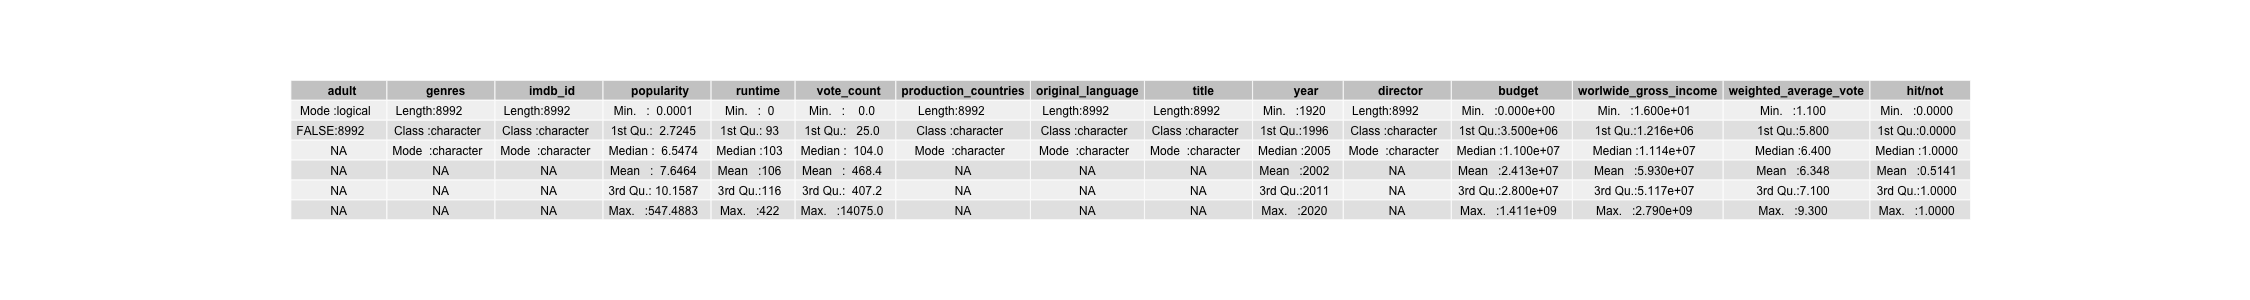 adult genres imdb_id popularity runtime vote_count production_countries original_language title year director budget worlwide_gross_income weighted_average_vote hit/not
Mode :logical Length:8992 Length:8992 Min. : 0.0001 Min. : 0 Min. : 0.0 Length:8992 Length:8992 Length:8992 Min. :1920 Length:8992 Min. :0.000e+00 Min. :1.600e+01 Min. :1.100 Min. :0.0000
FALSE:8992 Class :character Class :character 1st Qu.: 2.7245 1st Qu.: 93 1st Qu.: 25.0 Class :character Class :character Class :character 1st Qu.:1996 Class :character 1st Qu.:3.500e+06 1st Qu.:1.216e+06 1st Qu.:5.800 1st Qu.:0.0000
NA Mode :character Mode :character Median : 6.5474 Median :103 Median : 104.0 Mode :character Mode :character Mode :character Median :2005 Mode :character Median :1.100e+07 Median :1.114e+07 Median :6.400 Median :1.0000
NA NA NA Mean : 7.6464 Mean :106 Mean : 468.4 NA NA NA Mean :2002 NA Mean :2.413e+07 Mean :5.930e+07 Mean :6.348 Mean :0.5141
NA NA NA 3rd Qu.: 10.1587 3rd Qu.:116 3rd Qu.: 407.2 NA NA NA 3rd Qu.:2011 NA 3rd Qu.:2.800e+07 3rd Qu.:5.117e+07 3rd Qu.:7.100 3rd Qu.:1.0000
NA NA NA Max. :547.4883 Max. :422 Max. :14075.0 NA NA NA Max. :2020 NA Max. :1.411e+09 Max. :2.790e+09 Max. :9.300 Max. :1.0000